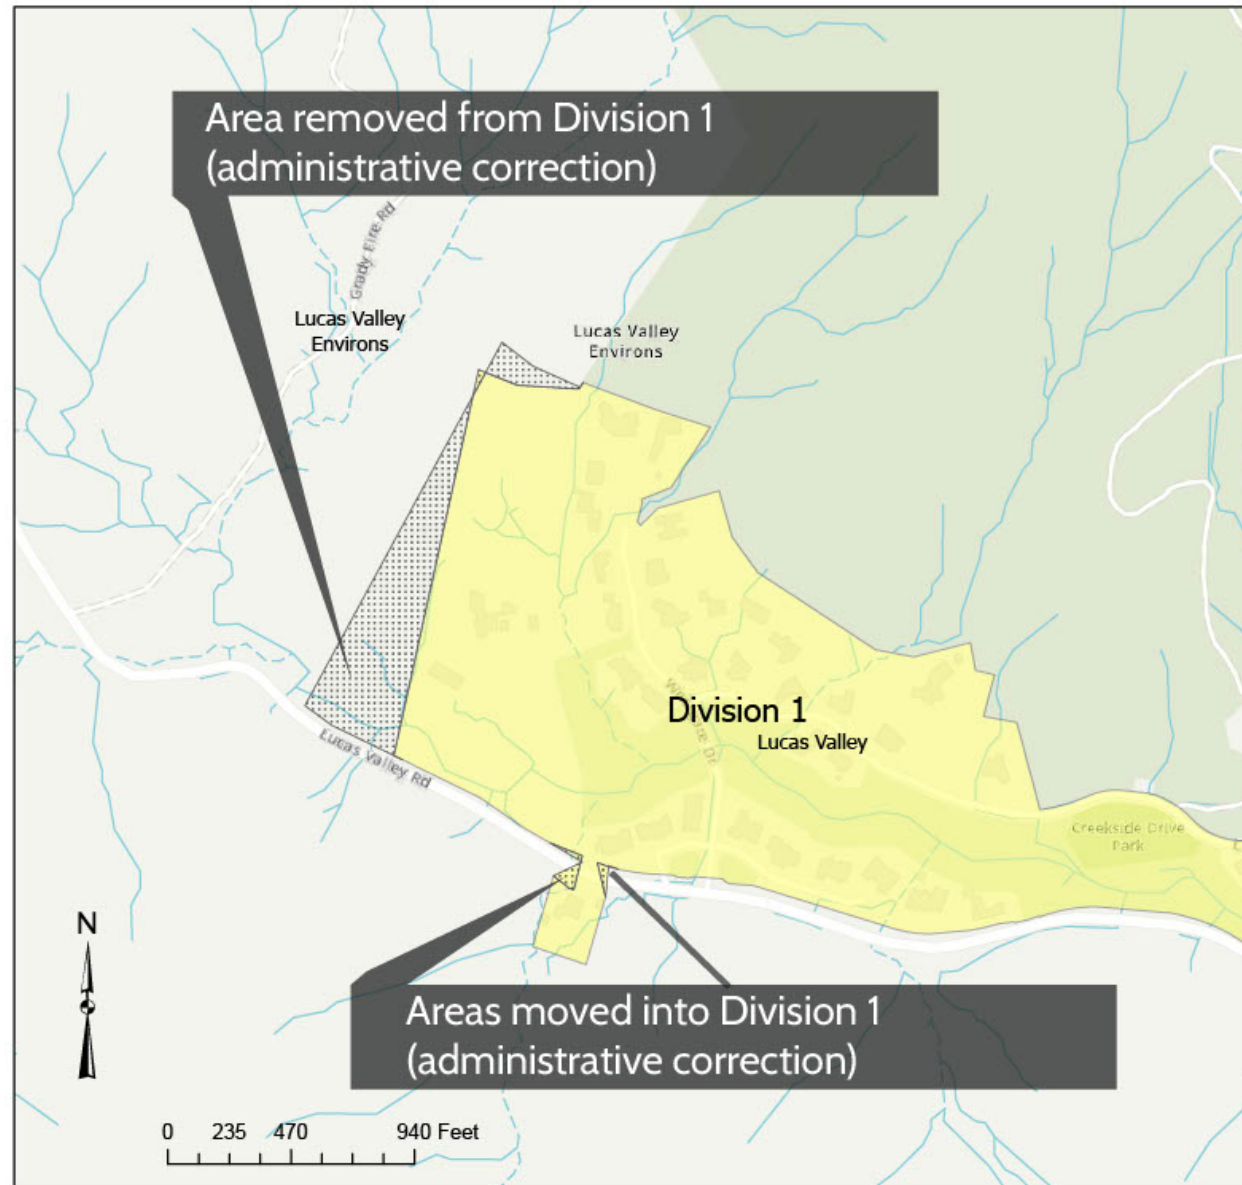 Area removed from Division 1
(administrative correction)
Grady Fire Rd
Lucas Valley
Environs
Lucas Valley
Environs
Division 1
Lucas Valley
Lucas Valley Rd
Creekside Drive
Park
N
Areas moved into Division 1
(administrative correction)
0 235 470 940 Feet